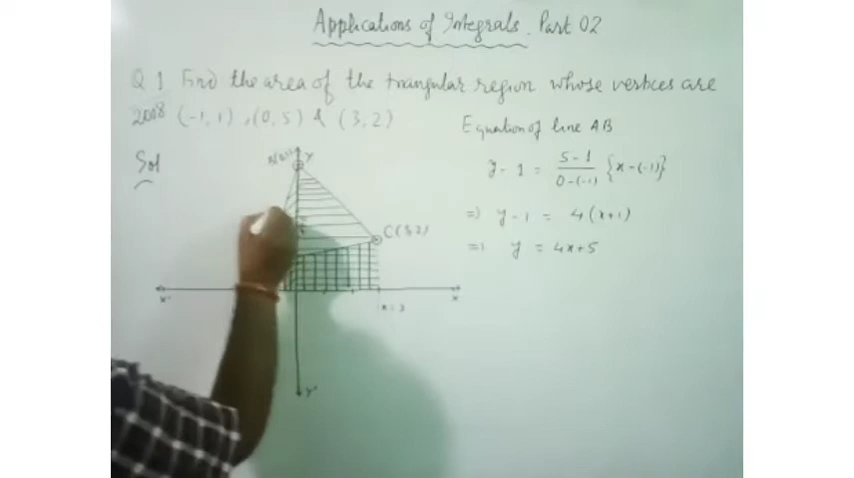 Applications of Integrals. Part 02
Q 1 Find the area of the triangular region whose vertices are
2008 (-1, 1), (0, 5) & (3, 2)
Sol
Equation of line AB
y - 1 = 5-1/0-(-1) {x-(-1)}
=> y - 1 = 4(x+1)
=> y = 4x+5
Y
C(3,2)
X'
X
x = 3
Y'